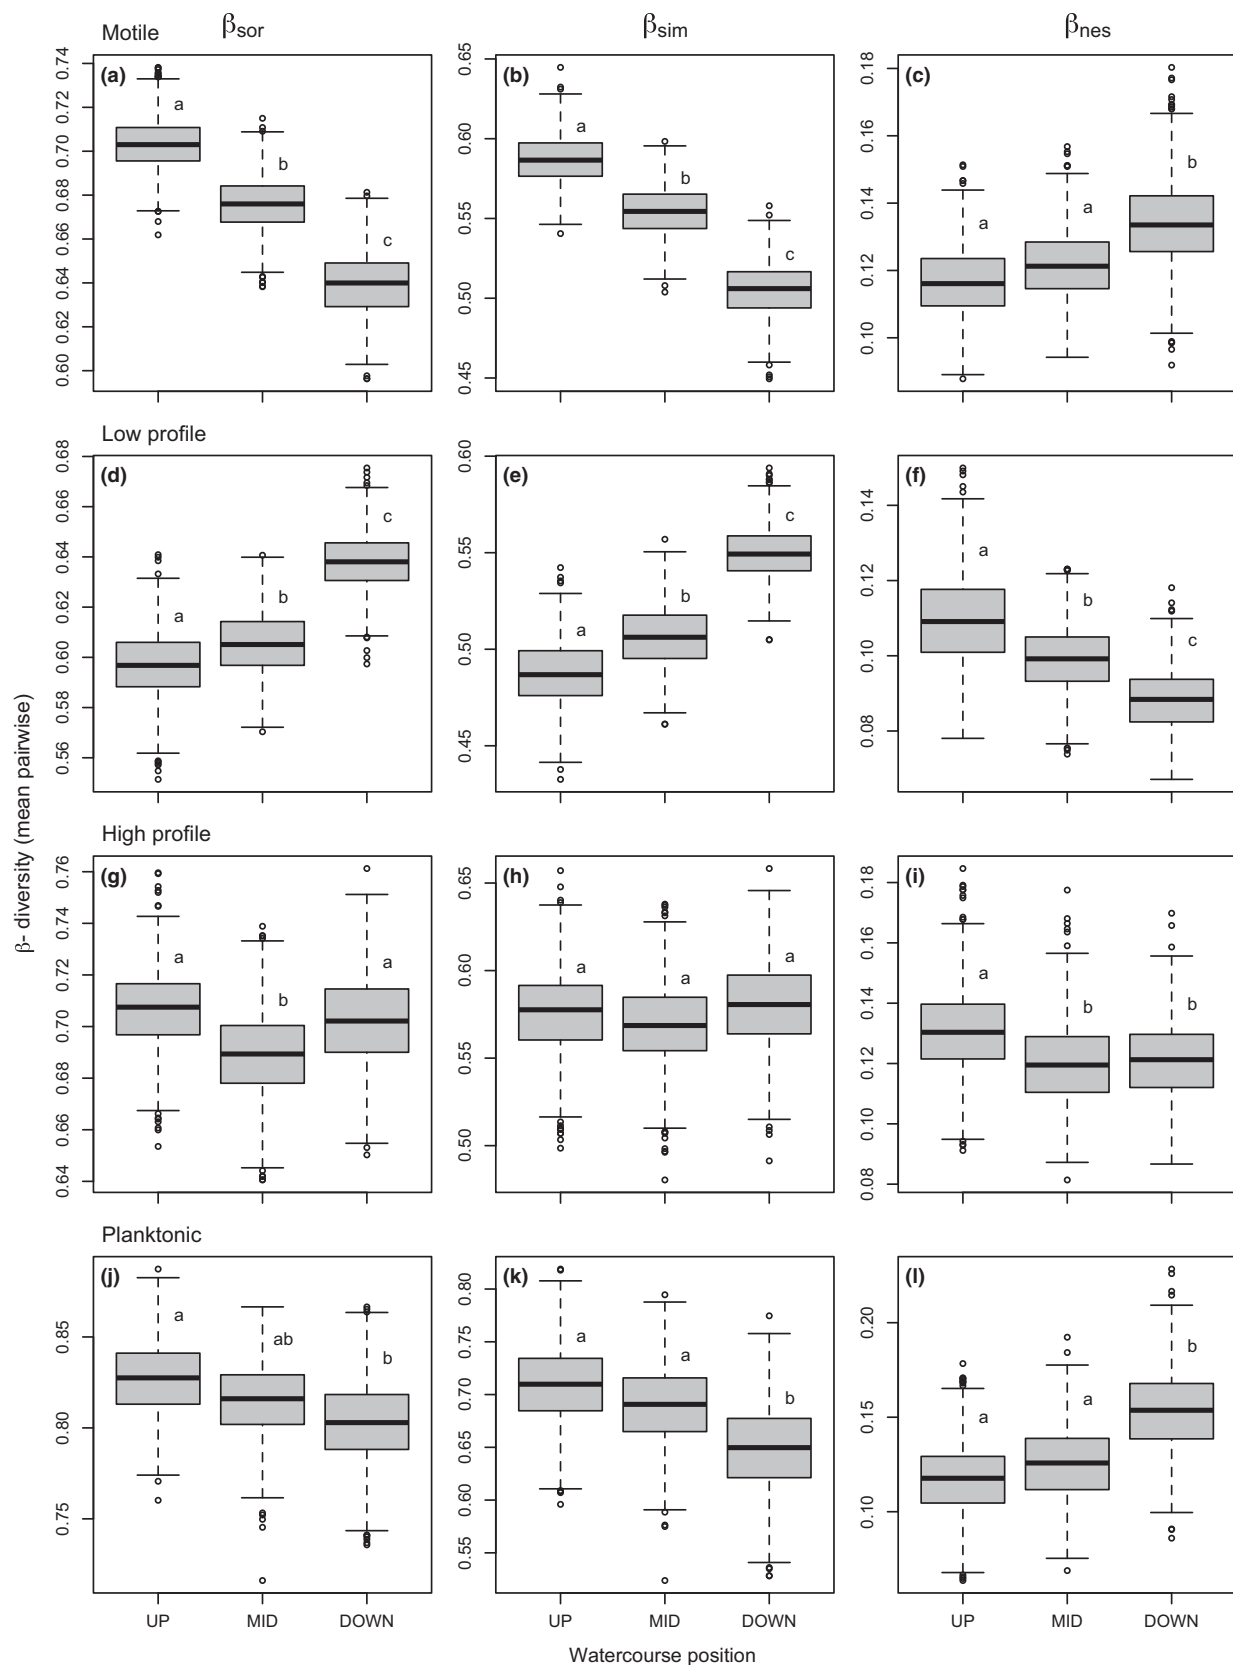 Motile β_sor β_sim β_nes
(a) (b) (c)
0.74 0.72 0.70 0.68 0.66 0.64 0.62 0.60
a b c
0.65 0.60 0.55 0.50 0.45
a b c
0.18 0.16 0.14 0.12 0.10
a a b
Low profile
(d) (e) (f)
0.68 0.66 0.64 0.62 0.60 0.58 0.56
a b c
0.60 0.55 0.50 0.45
a b c
0.14 0.12 0.10 0.08
a b c
β- diversity (mean pairwise)
High profile
(g) (h) (i)
0.76 0.74 0.72 0.70 0.68 0.66 0.64
a b a
0.65 0.60 0.55 0.50
a a a
0.18 0.16 0.14 0.12 0.10 0.08
a b b
Planktonic
(j) (k) (l)
0.85 0.80 0.75
a ab b
0.80 0.75 0.70 0.65 0.60 0.55
a a b
0.20 0.15 0.10
a a b
UP MID DOWN UP MID DOWN UP MID DOWN
Watercourse position